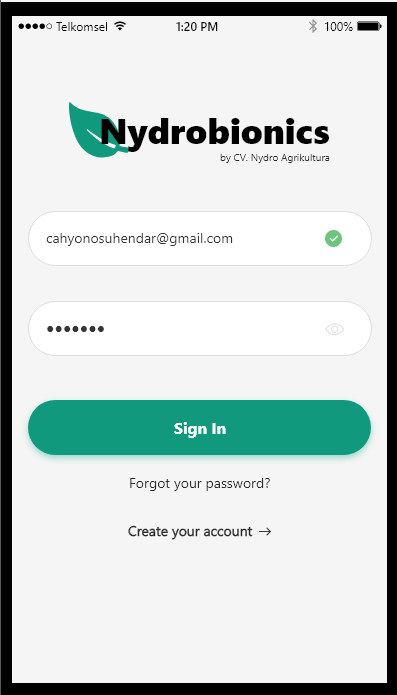 Telkomsel 1:20 PM 100%
Nydrobionics
by CV. Nydro Agrikultura
cahyonosuhendar@gmail.com
•••••••
Sign In
Forgot your password?
Create your account →